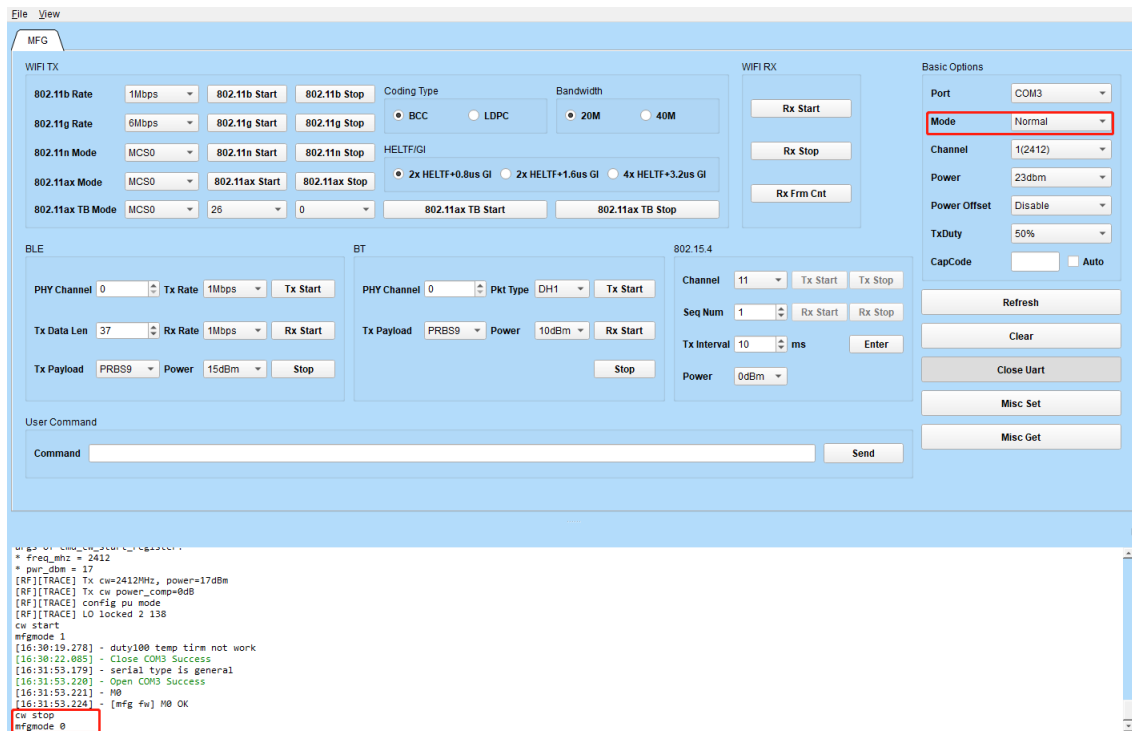 File View
MFG
WIFI TX
802.11b Rate 1Mbps 802.11b Start 802.11b Stop
802.11g Rate 6Mbps 802.11g Start 802.11g Stop
802.11n Mode MCS0 802.11n Start 802.11n Stop
802.11ax Mode MCS0 802.11ax Start 802.11ax Stop
802.11ax TB Mode MCS0 26 0 802.11ax TB Start 802.11ax TB Stop
Coding Type
BCC LDPC
Bandwidth
20M 40M
HELTF/GI
2x HELTF+0.8us GI 2x HELTF+1.6us GI 4x HELTF+3.2us GI
WIFI RX
Rx Start
Rx Stop
Rx Frm Cnt
Basic Options
Port COM3
Mode Normal
Channel 1(2412)
Power 23dbm
Power Offset Disable
TxDuty 50%
CapCode Auto
Refresh
Clear
Close Uart
Misc Set
Misc Get
BLE
PHY Channel 0 Tx Rate 1Mbps Tx Start
Tx Data Len 37 Rx Rate 1Mbps Rx Start
Tx Payload PRBS9 Power 15dBm Stop
BT
PHY Channel 0 Pkt Type DH1 Tx Start
Tx Payload PRBS9 Power 10dBm Rx Start
Stop
802.15.4
Channel 11 Tx Start Tx Stop
Seq Num 1 Rx Start Rx Stop
Tx Interval 10 ms Enter
Power 0dBm
User Command
Command Send
args of cmd_cw_start_register:
* freq_mhz = 2412
* pwr_dbm = 17
[RF][TRACE] Tx cw=2412MHz, power=17dBm
[RF][TRACE] Tx cw power_comp=0dB
[RF][TRACE] config pu mode
[RF][TRACE] LO locked 2 138
cw start
mfgmode 1
[16:30:19.278] - duty100 temp tirm not work
[16:30:22.085] - Close COM3 Success
[16:31:53.179] - serial type is general
[16:31:53.220] - Open COM3 Success
[16:31:53.221] - M0
[16:31:53.224] - [mfg fw] M0 OK
cw stop
mfgmode 0